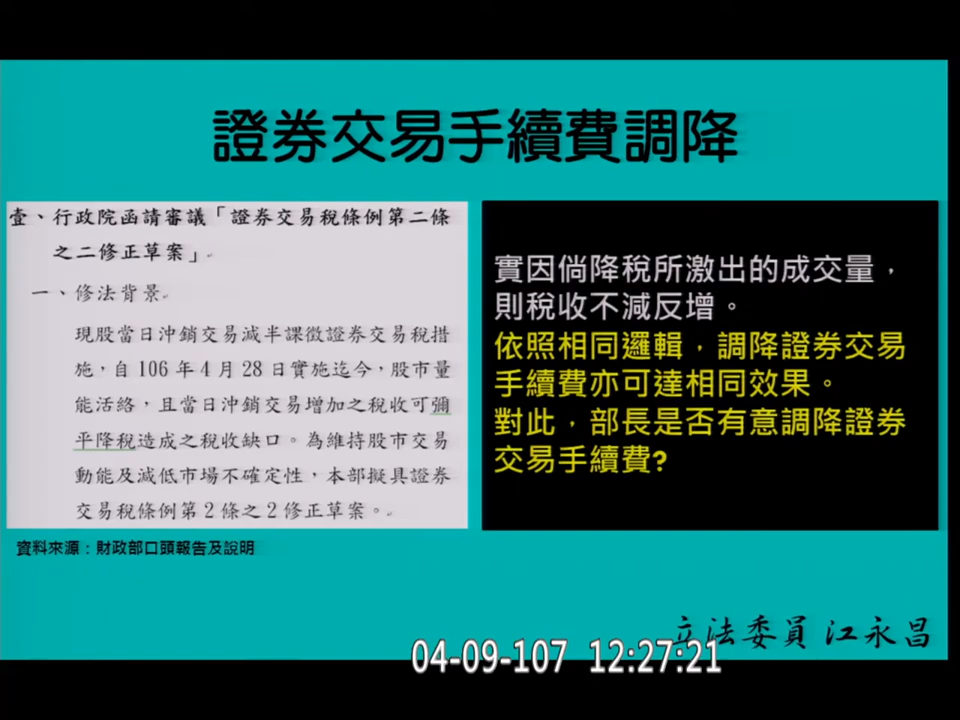 證券交易手續費調降
壹、行政院函請審議「證券交易稅條例第二條
之二修正草案」。
一、修法背景
現股當日沖銷交易減半課徵證券交易稅措
施，自 106 年 4 月 28 日實施迄今，股市量
能活絡，且當日沖銷交易增加之稅收可彌
平降稅造成之稅收缺口。為維持股市交易
動能及減低市場不確定性，本部擬具證券
交易稅條例第 2 條之 2 修正草案。
資料來源：財政部口頭報告及說明
實因倘降稅所激出的成交量，
則稅收不減反增。
依照相同邏輯，調降證券交易
手續費亦可達相同效果。
對此，部長是否有意調降證券
交易手續費?
立法委員 江永昌
04-09-107 12:27:21